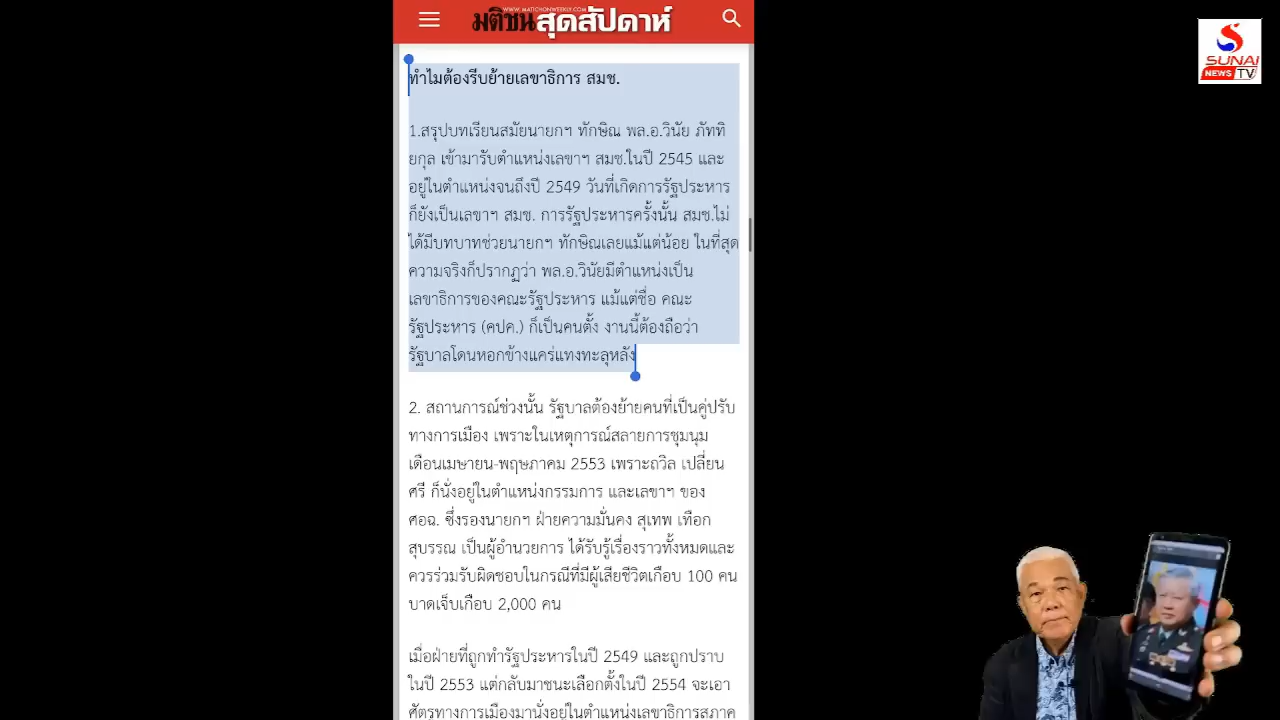 WWW.MATICHONWEEKLY.COM
มติชนสุดสัปดาห์
SUNAI
NEWS TV
ทำไมต้องรีบย้ายเลขาธิการ สมช.
1.สรุปบทเรียนสมัยนายกฯ ทักษิณ พล.อ.วินัย ภัททิ
ยกุล เข้ามารับตำแหน่งเลขาฯ สมช.ในปี 2545 และ
อยู่ในตำแหน่งจนถึงปี 2549 วันที่เกิดการรัฐประหาร
ก็ยังเป็นเลขาฯ สมช. การรัฐประหารครั้งนั้น สมช.ไม่
ได้มีบทบาทช่วยนายกฯ ทักษิณเลยแม้แต่น้อย ในที่สุด
ความจริงก็ปรากฏว่า พล.อ.วินัยมีตำแหน่งเป็น
เลขาธิการของคณะรัฐประหาร แม้แต่ชื่อ คณะ
รัฐประหาร (คปค.) ก็เป็นคนตั้ง งานนี้ต้องถือว่า
รัฐบาลโดนหอกข้างแคร่แทงทะลุหลัง
2. สถานการณ์ช่วงนั้น รัฐบาลต้องย้ายคนที่เป็นคู่ปรับ
ทางการเมือง เพราะในเหตุการณ์สลายการชุมนุม
เดือนเมษายน-พฤษภาคม 2553 เพราะถวิล เปลี่ยน
ศรี ก็นั่งอยู่ในตำแหน่งกรรมการ และเลขาฯ ของ
ศอฉ. ซึ่งรองนายกฯ ฝ่ายความมั่นคง สุเทพ เทือก
สุบรรณ เป็นผู้อำนวยการ ได้รับรู้เรื่องราวทั้งหมดและ
ควรร่วมรับผิดชอบในกรณีที่มีผู้เสียชีวิตเกือบ 100 คน
บาดเจ็บเกือบ 2,000 คน
เมื่อฝ่ายที่ถูกทำรัฐประหารในปี 2549 และถูกปราบ
ในปี 2553 แต่กลับมาชนะเลือกตั้งในปี 2554 จะเอา
ศัตรูทางการเมืองมานั่งอยู่ในตำแหน่งเลขาธิการสภาค